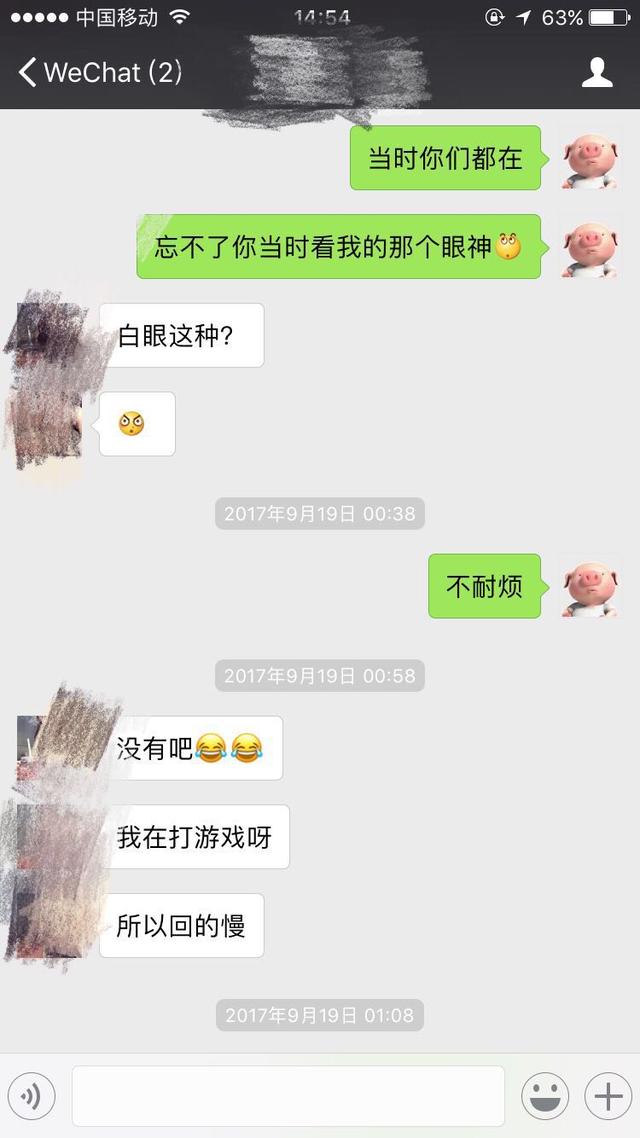 中国移动
14:54
63%
WeChat (2)
当时你们都在
忘不了你当时看我的那个眼神
白眼这种?
2017年9月19日 00:38
不耐烦
2017年9月19日 00:58
没有吧😂😂
我在打游戏呀
所以回的慢
2017年9月19日 01:08